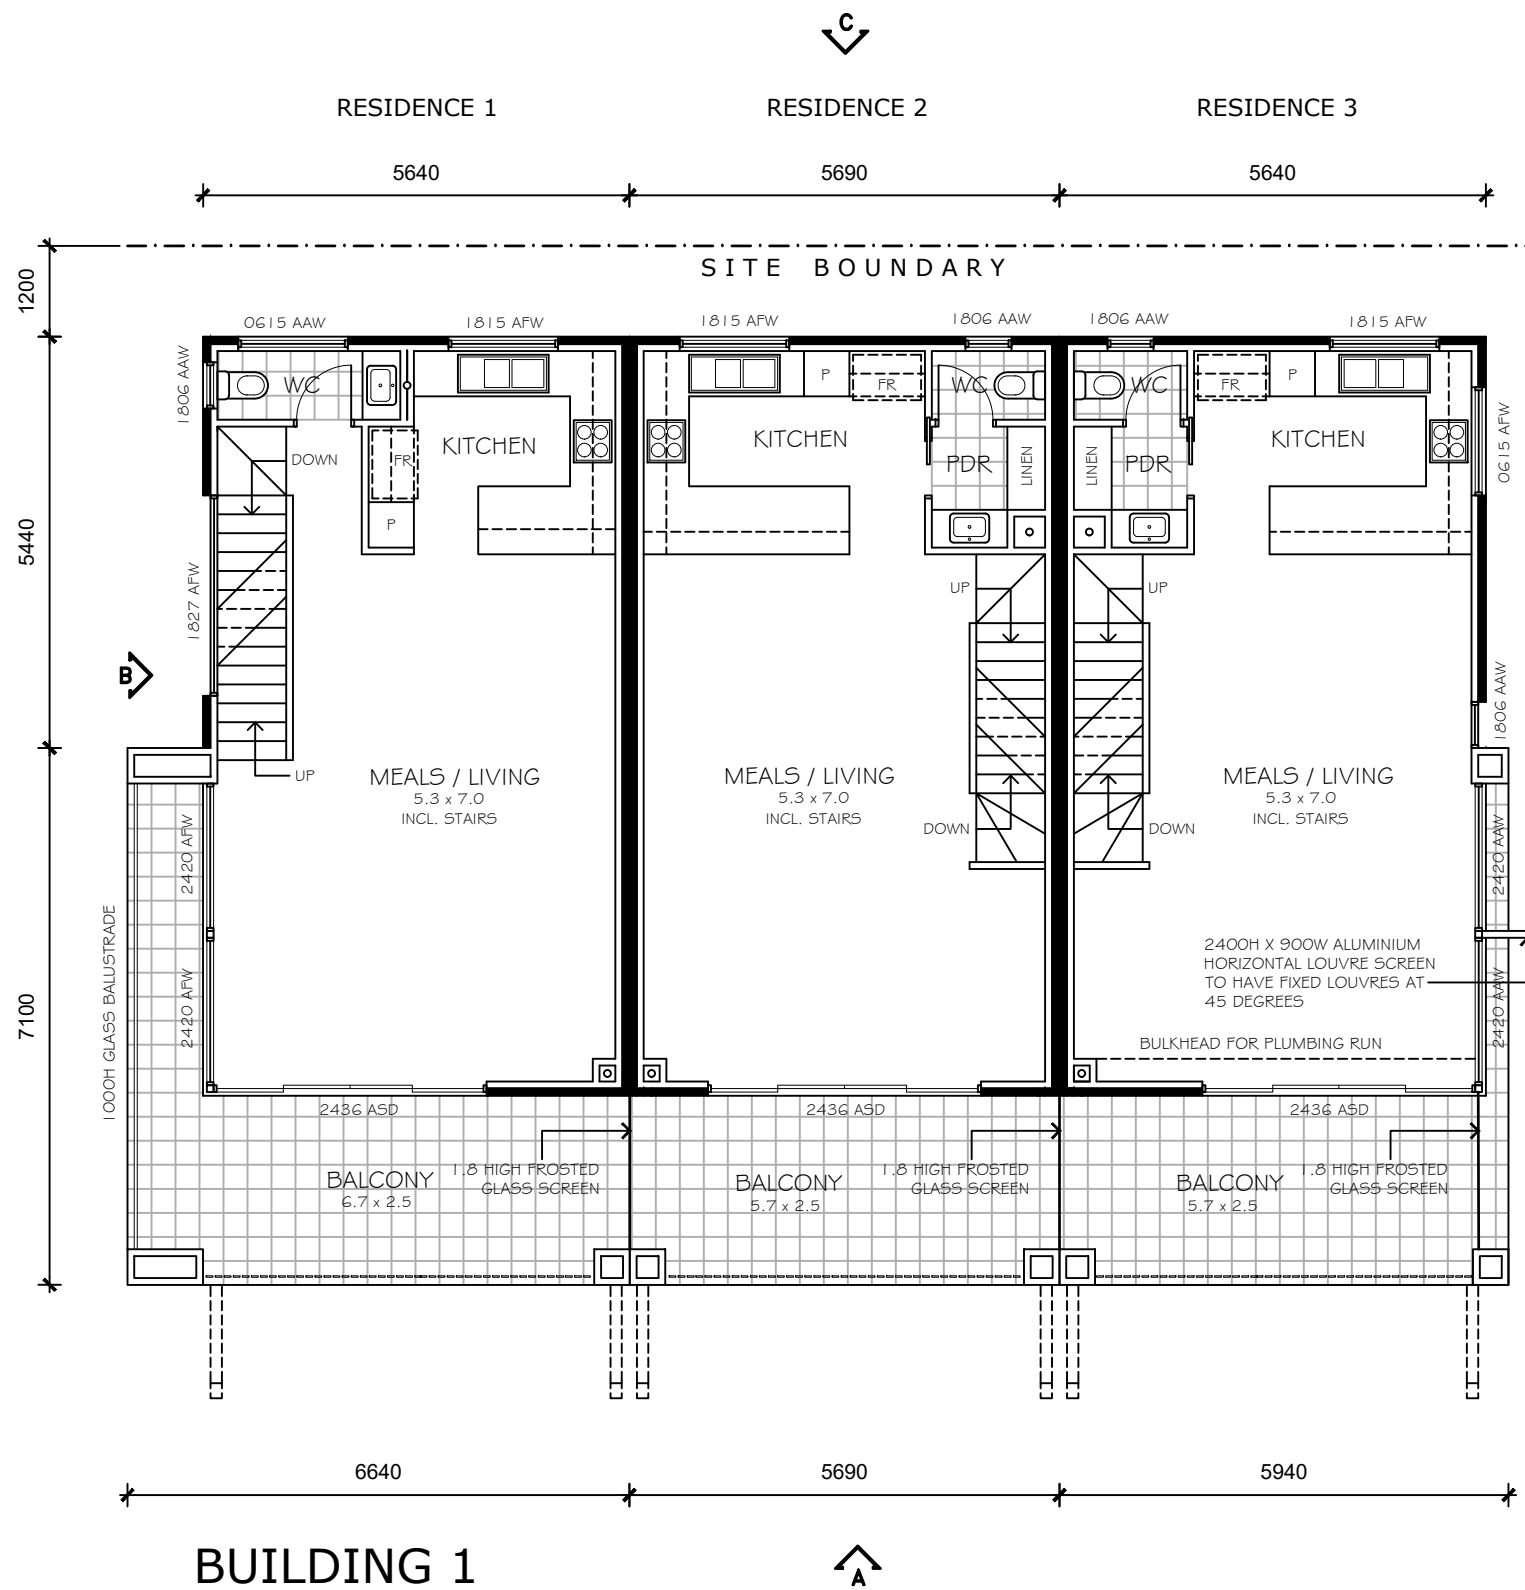 C
RESIDENCE 1
RESIDENCE 2
RESIDENCE 3
5640
5690
5640
SITE BOUNDARY
1200
0615 AAW
1815 AFW
1815 AFW
1806 AAW
1806 AAW
1815 AFW
1806 AAW
WC
P
FR
WC
WC
FR
P
0615 AFW
KITCHEN
KITCHEN
KITCHEN
DOWN
FR
PDR
LINEN
LINEN
PDR
P
5440
1827 AFW
UP
UP
B
1806 AAW
UP
MEALS / LIVING
5.3 x 7.0
INCL. STAIRS
MEALS / LIVING
5.3 x 7.0
INCL. STAIRS
MEALS / LIVING
5.3 x 7.0
INCL. STAIRS
DOWN
DOWN
2420 AFW
2420 AAW
1000H GLASS BALUSTRADE
2400H X 900W ALUMINIUM
HORIZONTAL LOUVRE SCREEN
TO HAVE FIXED LOUVRES AT
45 DEGREES
7100
2420 AFW
2420 AAW
BULKHEAD FOR PLUMBING RUN
2436 ASD
2436 ASD
2436 ASD
BALCONY
6.7 x 2.5
1.8 HIGH FROSTED
GLASS SCREEN
BALCONY
5.7 x 2.5
1.8 HIGH FROSTED
GLASS SCREEN
BALCONY
5.7 x 2.5
1.8 HIGH FROSTED
GLASS SCREEN
6640
5690
5940
BUILDING 1
A